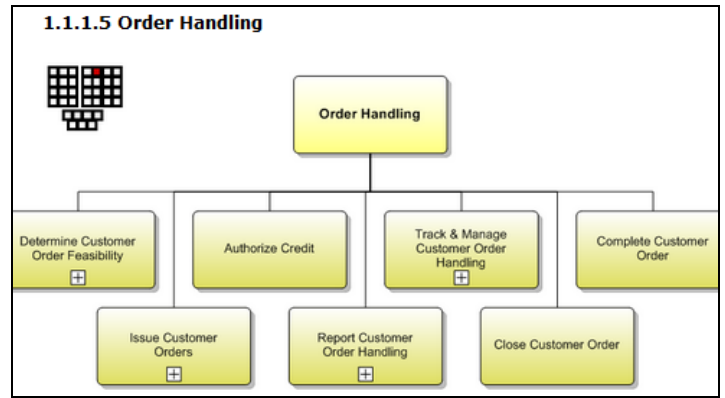 1.1.1.5 Order Handling
Order Handling
Determine Customer
Order Feasibility
Authorize Credit
Track & Manage
Customer Order
Handling
Complete Customer
Order
Issue Customer
Orders
Report Customer
Order Handling
Close Customer Order